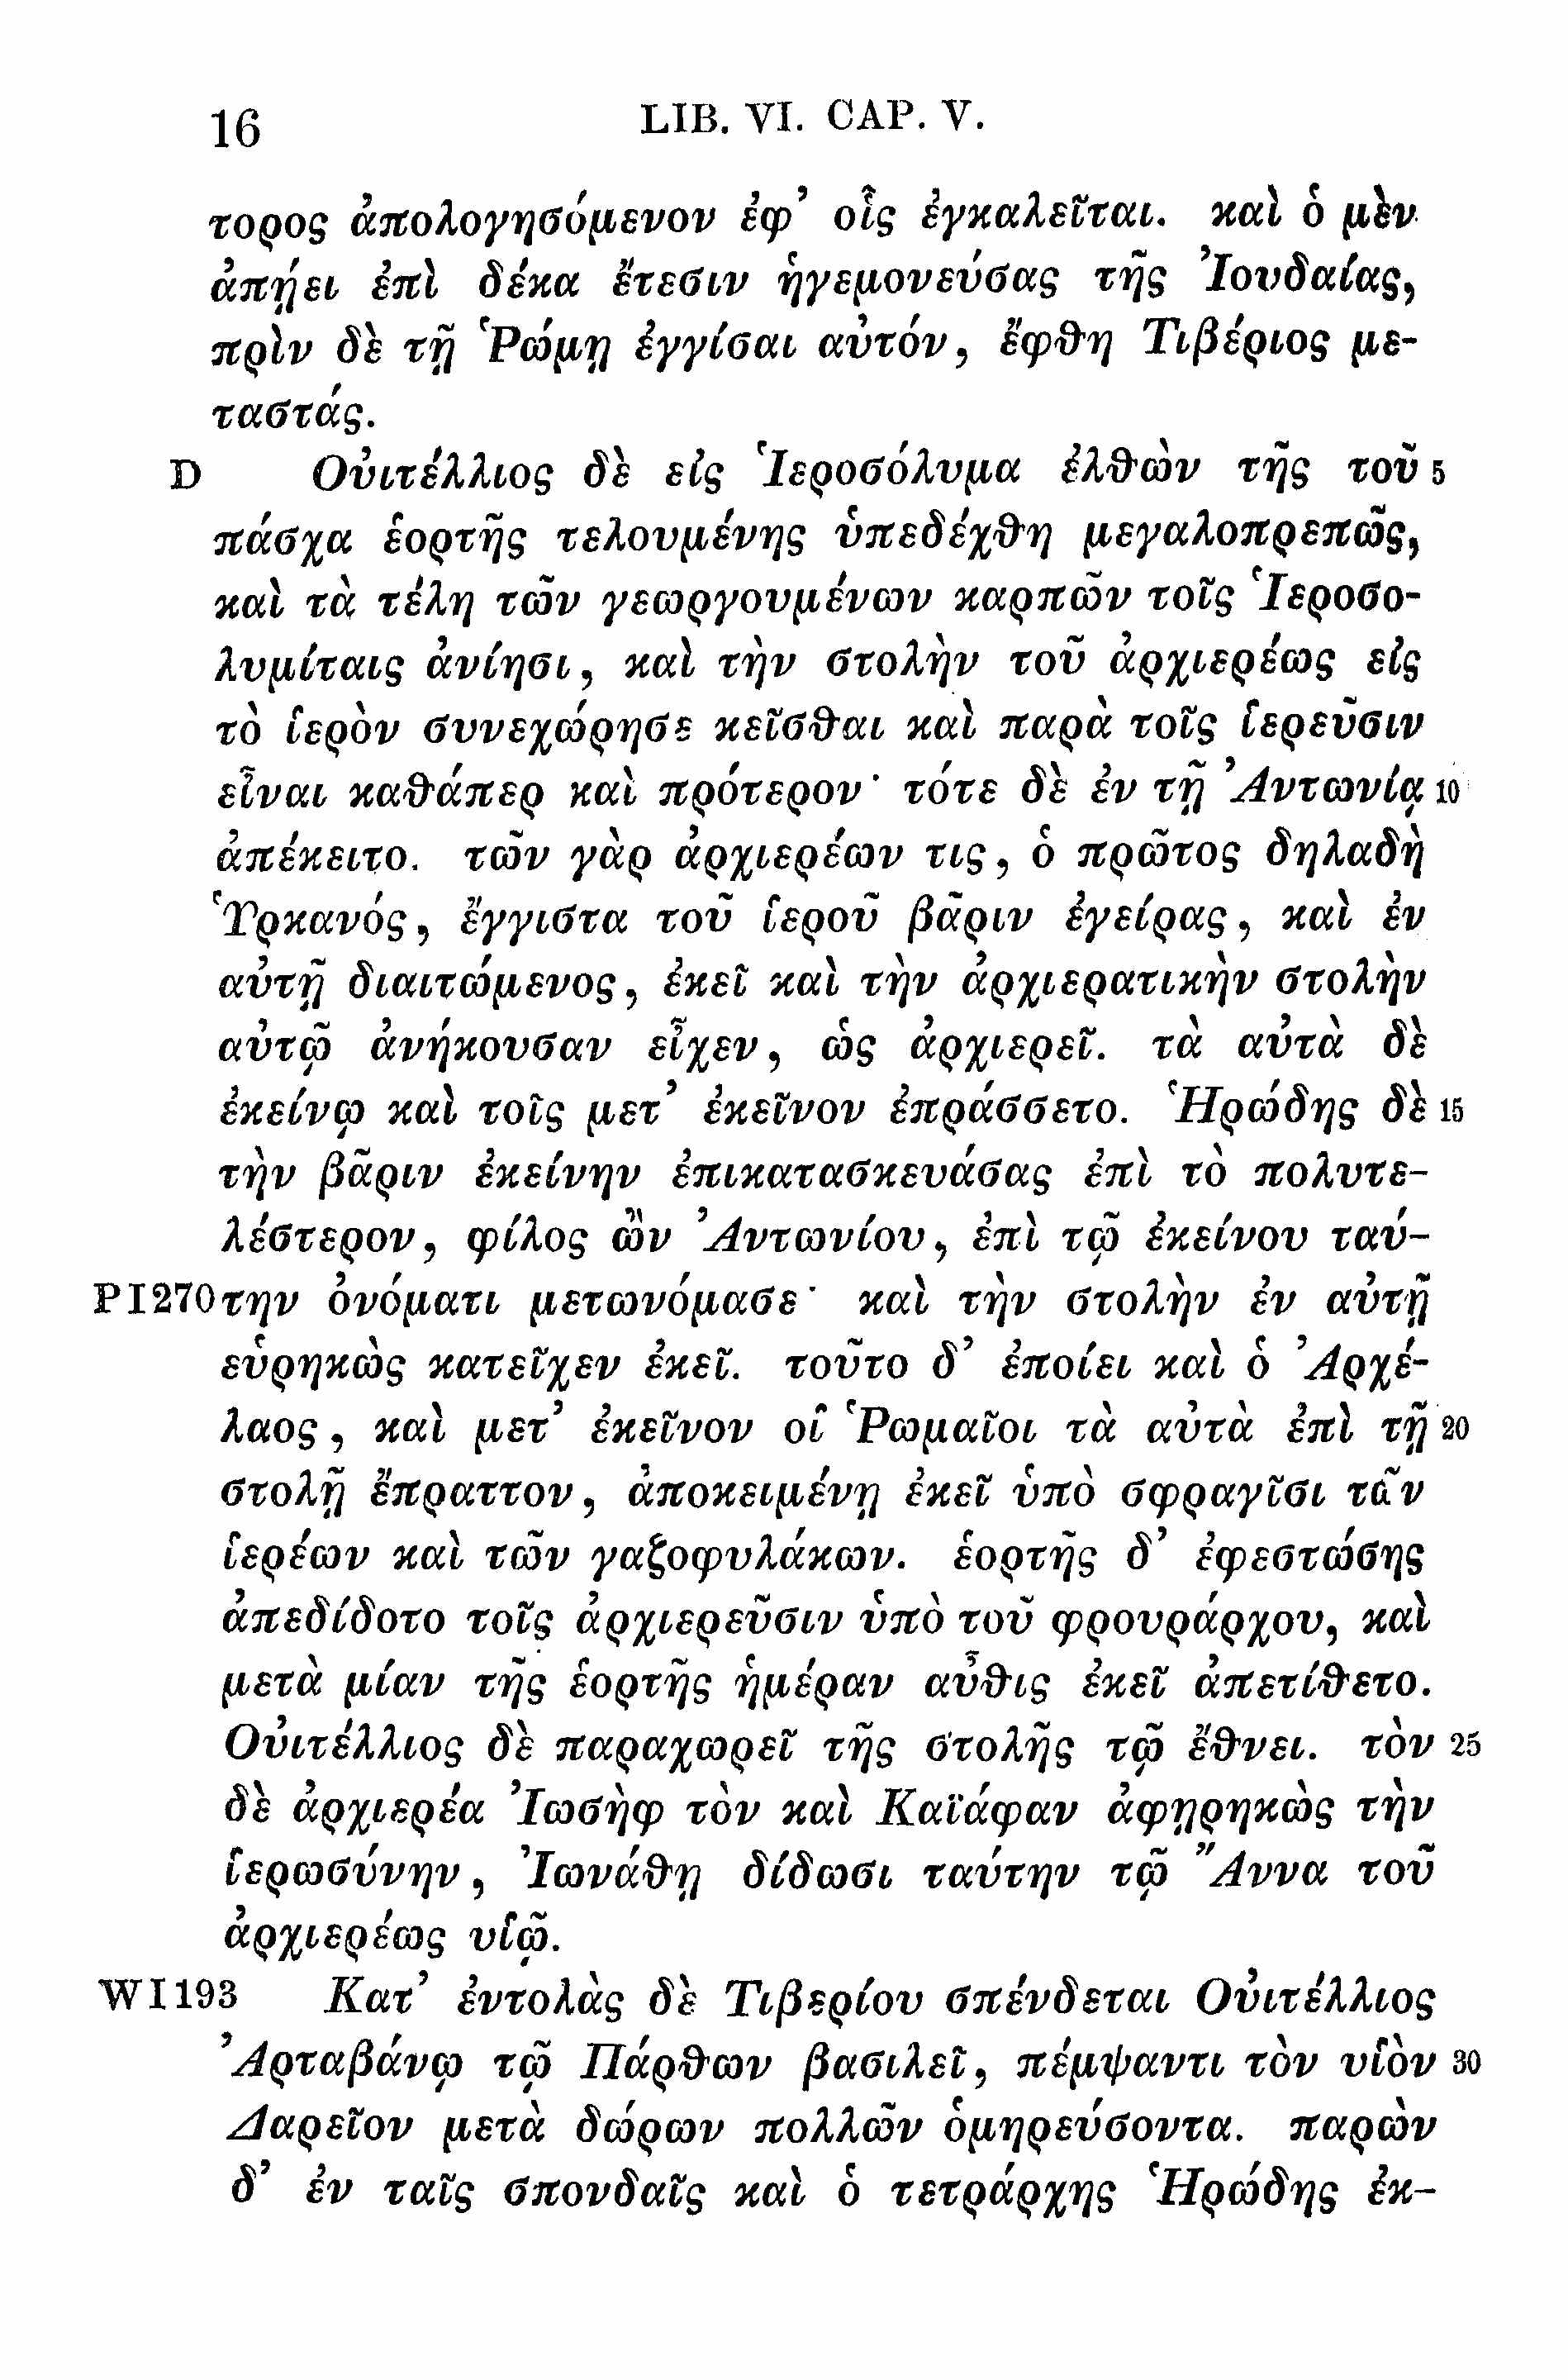 16 LIB. VI. CAP. V.
τορος ἀπολογησόμενον ἐφ’ οἷς ἐγκαλεῖται. καὶ ὁ μὲν
ἀπῄει ἐπὶ δέκα ἔτεσιν ἡγεμονεύσας τῆς Ἰουδαίας,
πρὶν δὲ τῇ Ῥώμῃ ἐγγίσαι αὐτόν, ἔφθη Τιβέριος με-
ταστάς.
D Οὐιτέλλιος δὲ εἰς Ἱεροσόλυμα ἐλθὼν τῆς τοῦ 5
πάσχα ἑορτῆς τελουμένης ὑπεδέχθη μεγαλοπρεπῶς,
καὶ τὰ τέλη τῶν γεωργουμένων καρπῶν τοῖς Ἱεροσο-
λυμίταις ἀνίησι, καὶ τὴν στολὴν τοῦ ἀρχιερέως εἰς
τὸ ἱερὸν συνεχώρησε κεῖσθαι καὶ παρὰ τοῖς ἱερεῦσιν
εἶναι καθάπερ καὶ πρότερον· τότε δὲ ἐν τῇ Ἀντωνίᾳ 10
ἀπέκειτο. τῶν γὰρ ἀρχιερέων τις, ὁ πρῶτος δηλαδὴ
Ὑρκανός, ἔγγιστα τοῦ ἱεροῦ βᾶριν ἐγείρας, καὶ ἐν
αὐτῇ διαιτώμενος, ἐκεῖ καὶ τὴν ἀρχιερατικὴν στολὴν
αὐτῷ ἀνήκουσαν εἶχεν, ὡς ἀρχιερεῖ. τὰ αὐτὰ δὲ
ἐκείνῳ καὶ τοῖς μετ’ ἐκεῖνον ἐπράσσετο. Ἡρώδης δὲ 15
τὴν βᾶριν ἐκείνην ἐπικατασκευάσας ἐπὶ τὸ πολυτε-
λέστερον, φίλος ὢν Ἀντωνίου, ἐπὶ τῷ ἐκείνου ταύ-
PI270 την ὀνόματι μετωνόμασε· καὶ τὴν στολὴν ἐν αὐτῇ
εὑρηκὼς κατεῖχεν ἐκεῖ. τοῦτο δ’ ἐποίει καὶ ὁ Ἀρχέ-
λαος, καὶ μετ’ ἐκεῖνον οἱ Ῥωμαῖοι τὰ αὐτὰ ἐπὶ τῇ 20
στολῇ ἔπραττον, ἀποκειμένῃ ἐκεῖ ὑπὸ σφραγῖσι τῶν
ἱερέων καὶ τῶν γαζοφυλάκων. ἑορτῆς δ’ ἐφεστώσης
ἀπεδίδοτο τοῖς ἀρχιερεῦσιν ὑπὸ τοῦ φρουράρχου, καὶ
μετὰ μίαν τῆς ἑορτῆς ἡμέραν αὖθις ἐκεῖ ἀπετίθετο.
Οὐιτέλλιος δὲ παραχωρεῖ τῆς στολῆς τῷ ἔθνει. τὸν 25
δὲ ἀρχιερέα Ἰωσὴφ τὸν καὶ Καϊάφαν ἀφῃρηκὼς τὴν
ἱερωσύνην, Ἰωνάθῃ δίδωσι ταύτην τῷ Ἄννα τοῦ
ἀρχιερέως υἱῷ.
WI193 Κατ’ ἐντολὰς δὲ Τιβερίου σπένδεται Οὐιτέλλιος
Ἀρταβάνῳ τῷ Πάρθων βασιλεῖ, πέμψαντι τὸν υἱὸν 30
Δαρεῖον μετὰ δώρων πολλῶν ὁμηρεύσοντα. παρὼν
δ’ ἐν ταῖς σπονδαῖς καὶ ὁ τετράρχης Ἡρώδης ἐκ-